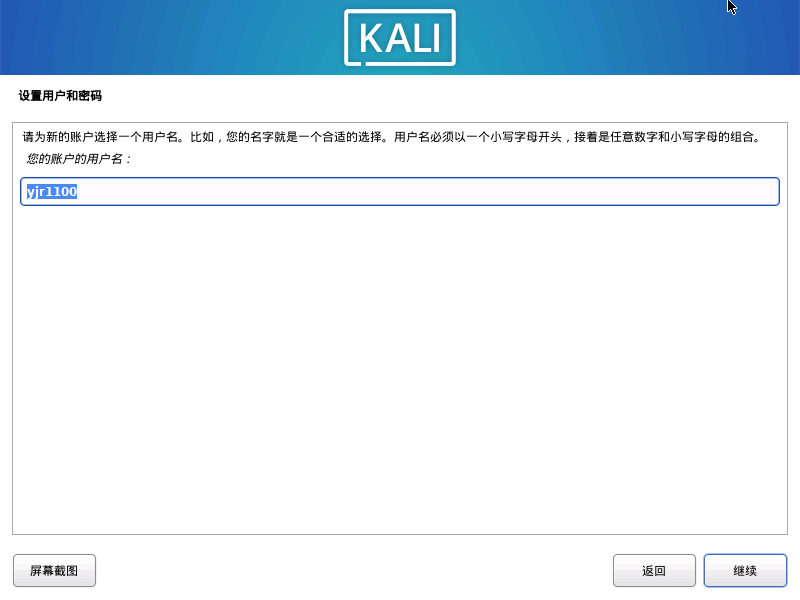 KALI
设置用户和密码
请为新的账户选择一个用户名。比如，您的名字就是一个合适的选择。用户名必须以一个小写字母开头，接着是任意数字和小写字母的组合。
您的账户的用户名：
yjr1100
屏幕截图
返回
继续